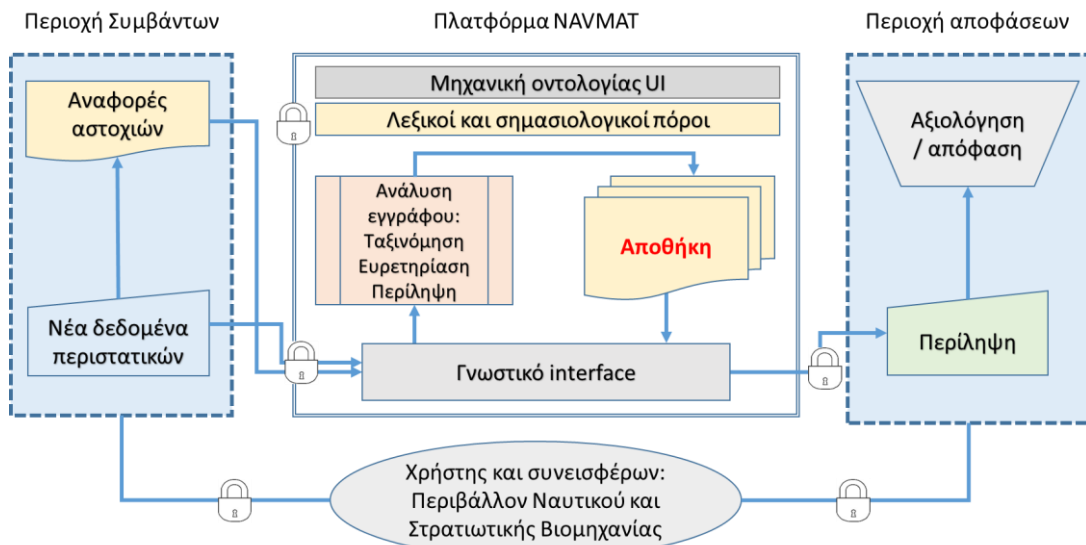 Περιοχή Συμβάντων
Πλατφόρμα NAVMAT
Περιοχή αποφάσεων
Αναφορές
αστοχιών
Νέα δεδομένα
περιστατικών
Μηχανική οντολογίας UI
Λεξικοί και σημασιολογικοί πόροι
Ανάλυση
εγγράφου:
Ταξινόμηση
Ευρετηρίαση
Περίληψη
Αποθήκη
Γνωστικό interface
Αξιολόγηση
/ απόφαση
Περίληψη
Χρήστης και συνεισφέρων:
Περιβάλλον Ναυτικού και
Στρατιωτικής Βιομηχανίας